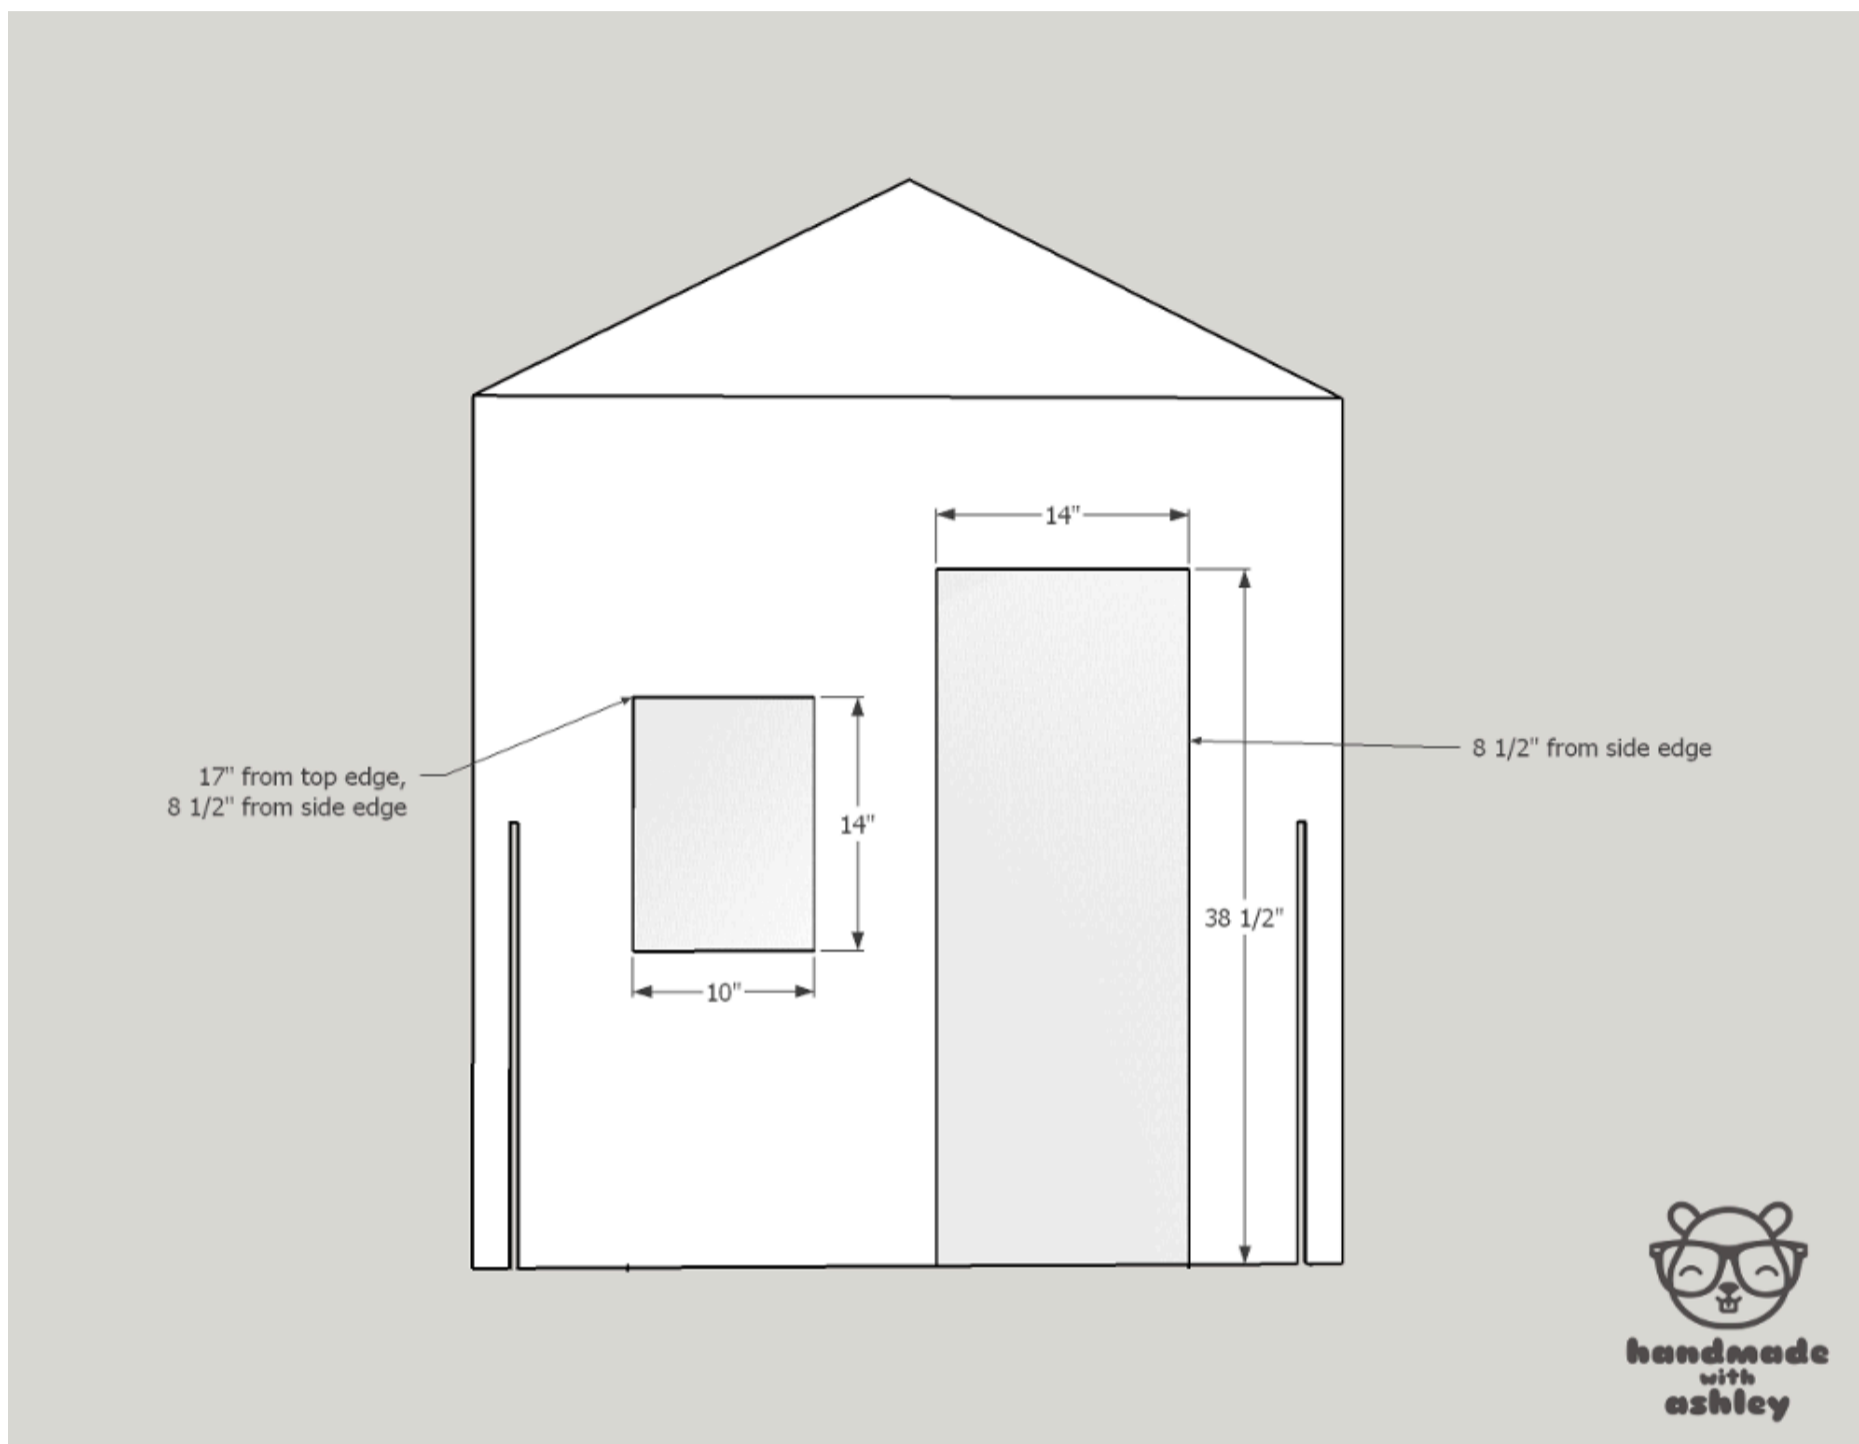 14"
17" from top edge,
8 1/2" from side edge
8 1/2" from side edge
14"
38 1/2"
10"
handmade
with
ashley